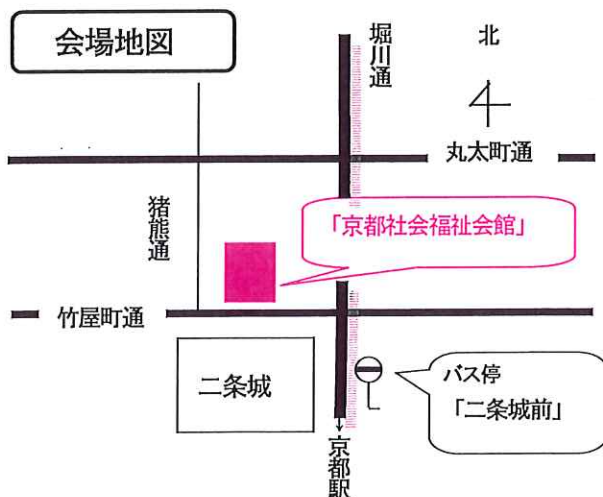 会場地図
堀川通
北
丸太町通
猪熊通
「京都社会福祉会館」
竹屋町通
二条城
バス停
「二条城前」
京都駅